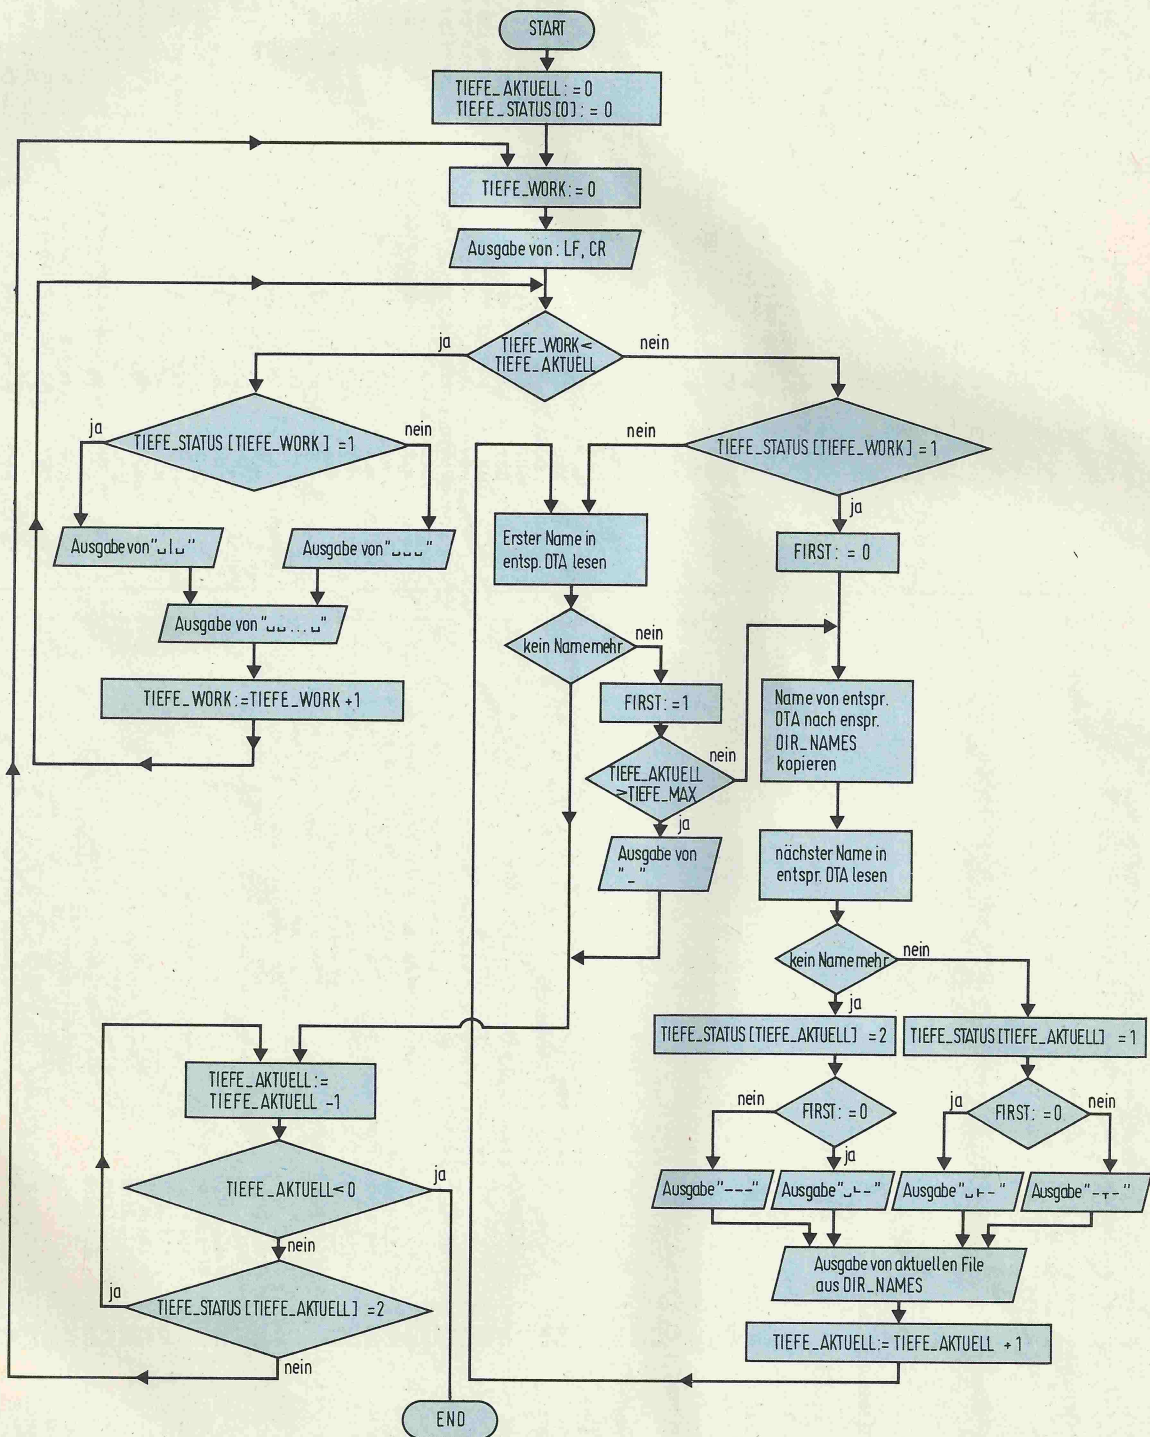 START
TIEFE_AKTUELL:=0
TIEFE_STATUS[0]:=0
TIEFE_WORK:=0
Ausgabe von: LF, CR
TIEFE_WORK<
TIEFE_AKTUELL
ja
nein
TIEFE_STATUS [TIEFE_WORK] =1
ja
nein
TIEFE_STATUS [TIEFE_WORK] =1
nein
ja
Ausgabe von "␣|␣"
Ausgabe von "␣␣␣"
Ausgabe von "␣␣...␣"
TIEFE_WORK:=TIEFE_WORK +1
Erster Name in
entsp. DTA lesen
kein Name mehr
nein
FIRST:=1
TIEFE_AKTUELL
>TIEFE_MAX
nein
ja
Ausgabe von
"_"
FIRST:=0
Name von entspr.
DTA nach enspr.
DIR_NAMES
kopieren
nächster Name in
entspr. DTA lesen
kein Name mehr
nein
ja
TIEFE_STATUS [TIEFE_AKTUELL] =2
TIEFE_STATUS [TIEFE_AKTUELL] =1
FIRST:=0
nein
ja
FIRST:=0
ja
nein
Ausgabe "---"
Ausgabe "␣└-"
Ausgabe "␣├-"
Ausgabe "-┬-"
Ausgabe von aktuellen File
aus DIR_NAMES
TIEFE_AKTUELL:=TIEFE_AKTUELL +1
TIEFE_AKTUELL:=
TIEFE_AKTUELL -1
TIEFE_AKTUELL<0
ja
nein
TIEFE_STATUS [TIEFE_AKTUELL] =2
ja
nein
END